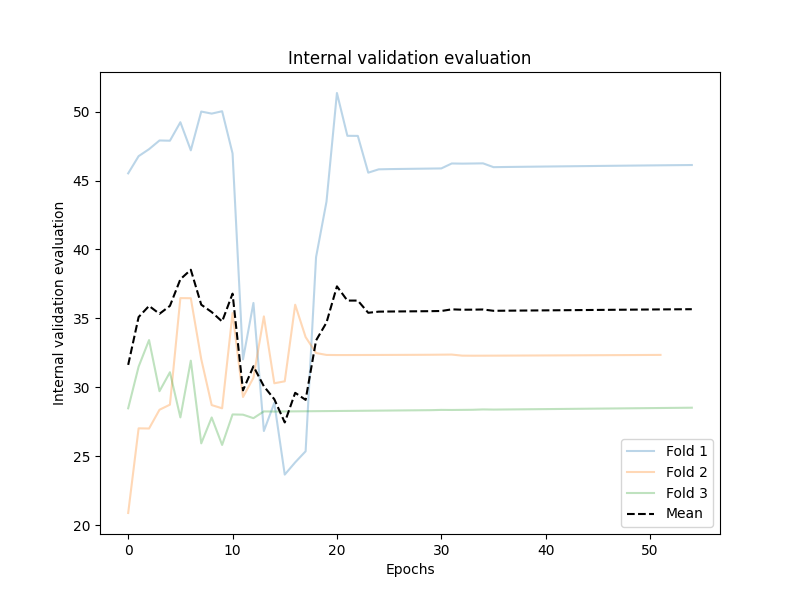 Internal validation evaluation
Internal validation evaluation
50
45
40
35
30
25
20
0 10 20 30 40 50
Epochs
Fold 1
Fold 2
Fold 3
Mean